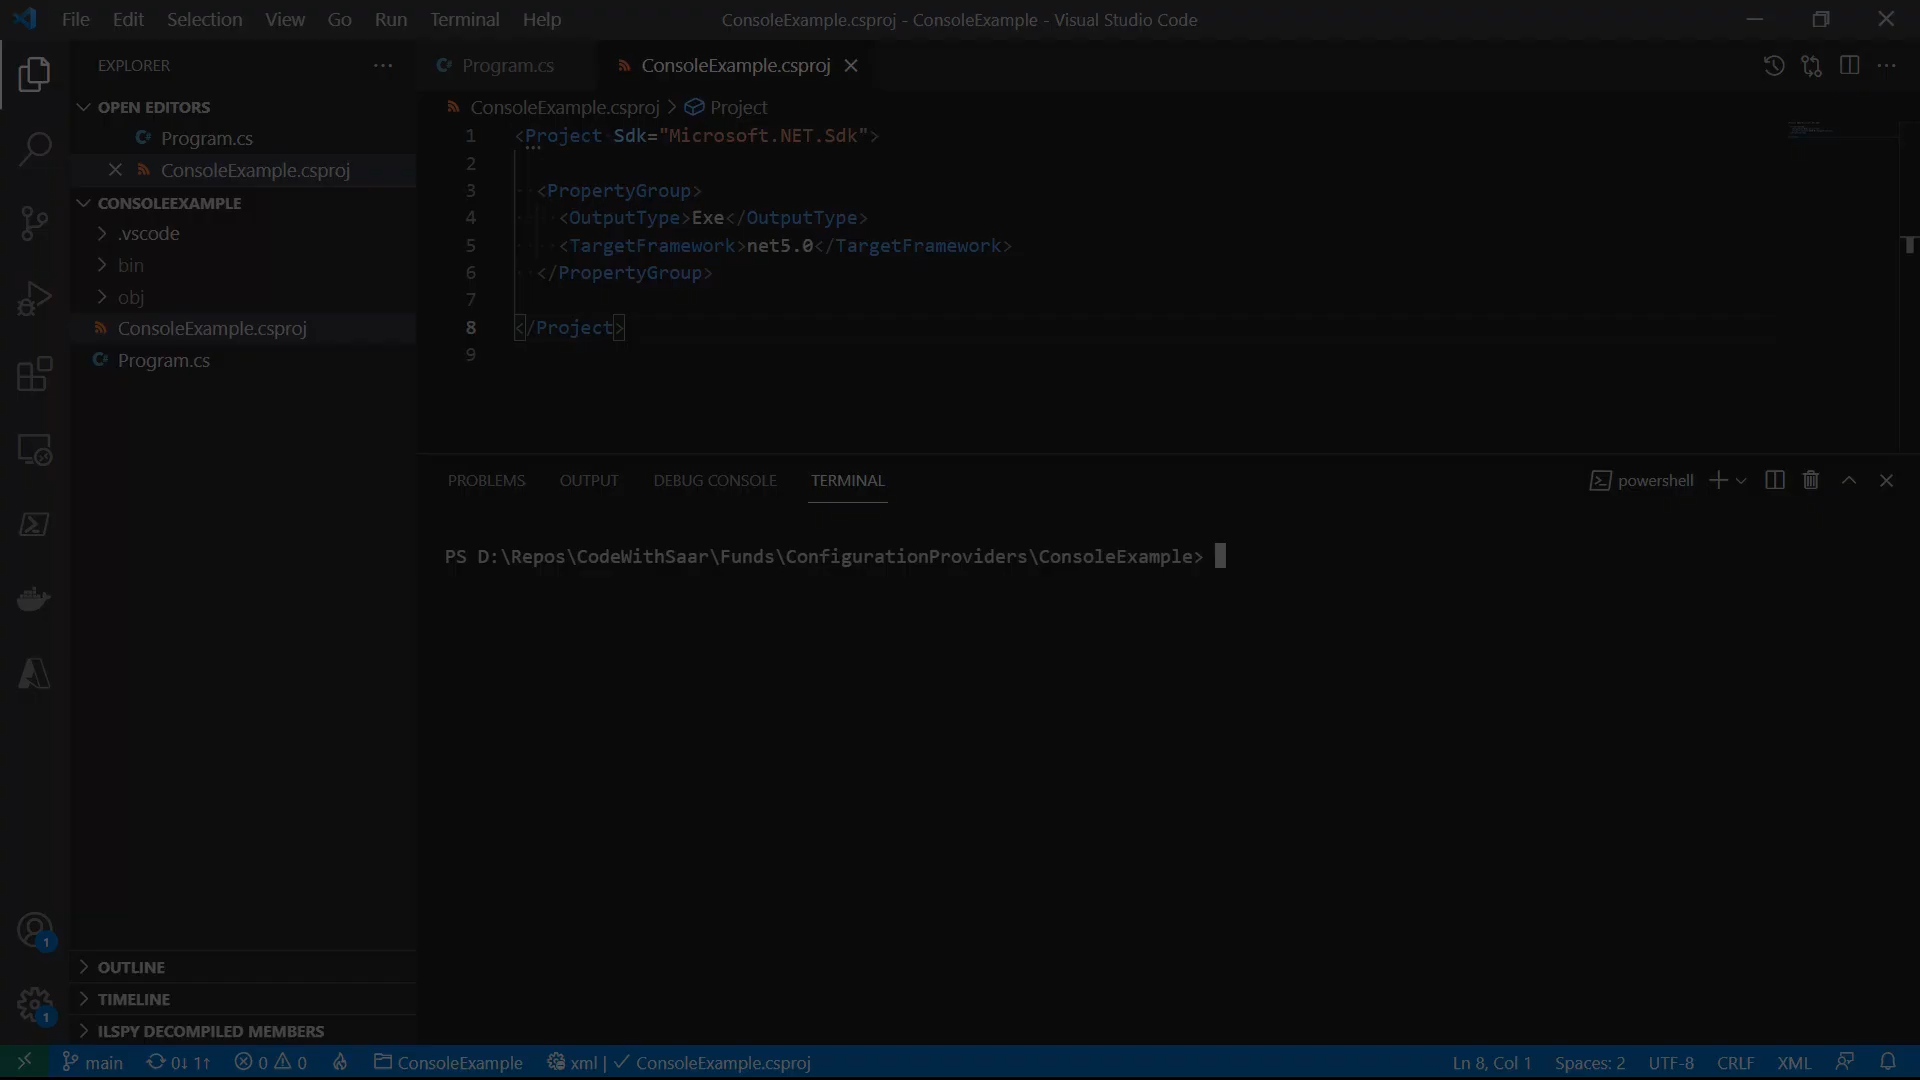 File Edit Selection View Go Run Terminal Help
ConsoleExample.csproj - ConsoleExample - Visual Studio Code
EXPLORER
OPEN EDITORS
Program.cs
ConsoleExample.csproj
CONSOLEEXAMPLE
.vscode
bin
obj
ConsoleExample.csproj
Program.cs
OUTLINE
TIMELINE
ILSPY DECOMPILED MEMBERS
Program.cs
ConsoleExample.csproj
ConsoleExample.csproj > Project
1 <Project Sdk="Microsoft.NET.Sdk">
2
3 <PropertyGroup>
4 <OutputType>Exe</OutputType>
5 <TargetFramework>net5.0</TargetFramework>
6 </PropertyGroup>
7
8 </Project>
9
PROBLEMS OUTPUT DEBUG CONSOLE TERMINAL
powershell
PS D:\Repos\CodeWithSaar\Funds\ConfigurationProviders\ConsoleExample>
1
1
main 0↓ 1↑ 0 0 ConsoleExample xml | ✓ ConsoleExample.csproj
Ln 8, Col 1 Spaces: 2 UTF-8 CRLF XML